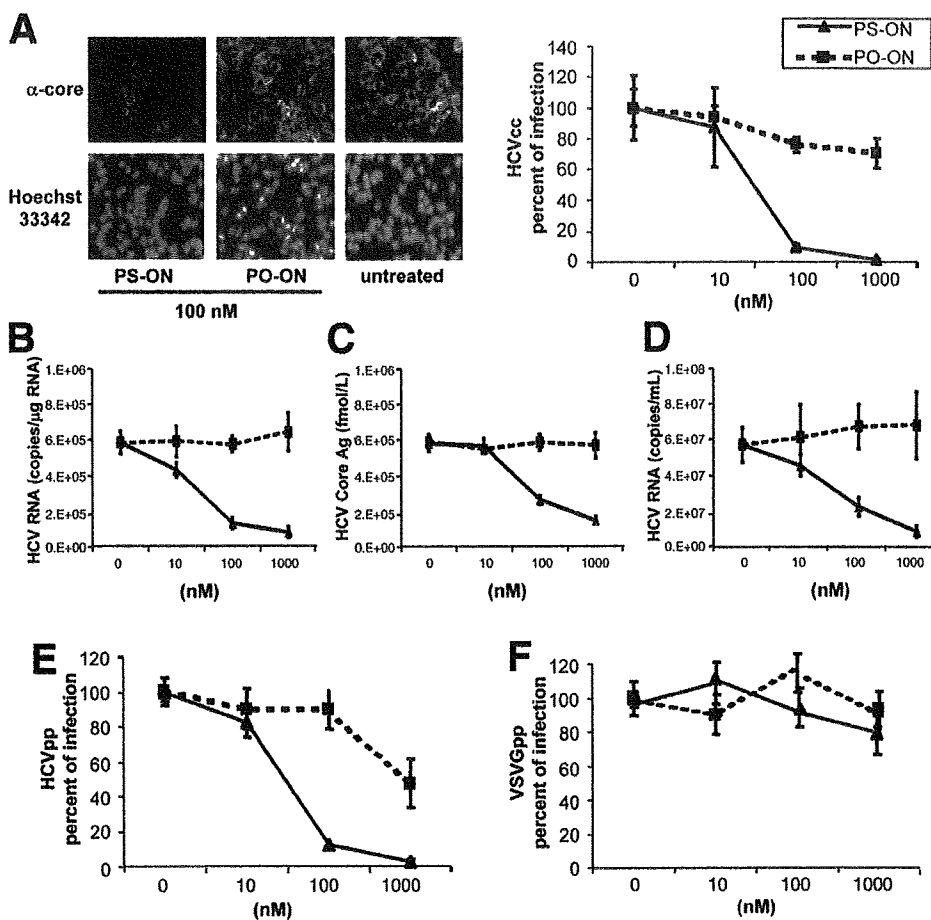 A
α-core
Hoechst
33342
PS-ON
PO-ON
untreated
100 nM
PS-ON
PO-ON
HCVcc
percent of infection
140
120
100
80
60
40
20
0
0
10
100
1000
(nM)
B
HCV RNA (copies/µg RNA)
1.E+06
8.E+05
6.E+05
4.E+05
2.E+05
0.E+00
0
10
100
1000
(nM)
C
HCV Core Ag (fmol/L)
1.E+06
8.E+05
6.E+05
4.E+05
2.E+05
0.E+00
0
10
100
1000
(nM)
D
HCV RNA (copies/mL)
1.E+08
8.E+07
6.E+07
4.E+07
2.E+07
0.E+00
0
10
100
1000
(nM)
E
HCVpp
percent of infection
120
100
80
60
40
20
0
0
10
100
1000
(nM)
F
VSVGpp
percent of infection
120
100
80
60
40
20
0
0
10
100
1000
(nM)